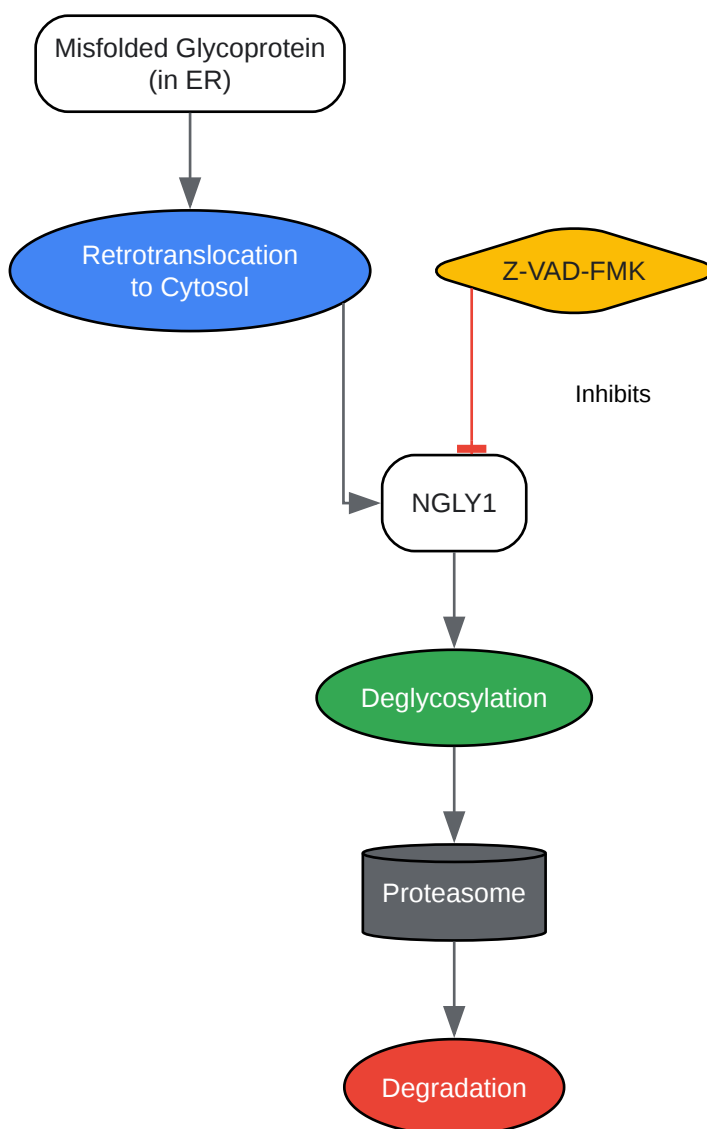 Misfolded Glycoprotein
(in ER)
Retrotranslocation
to Cytosol
Z-VAD-FMK
Inhibits
NGLY1
Deglycosylation
Proteasome
Degradation